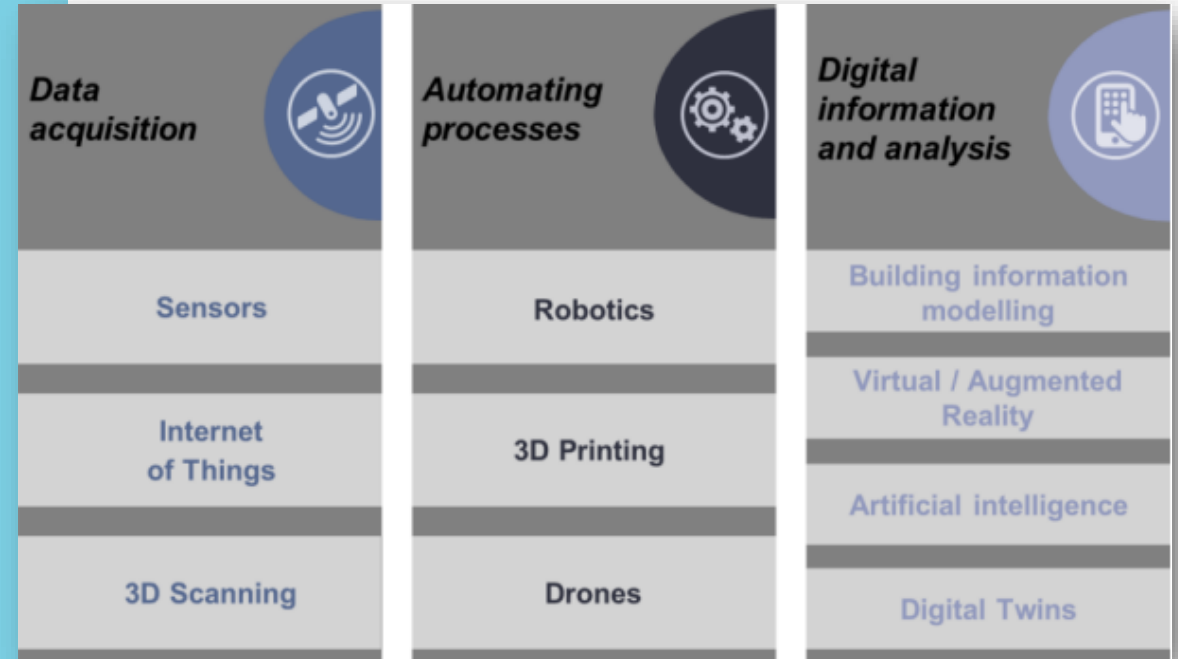 Data
acquisition
Sensors
Internet
of Things
3D Scanning
Automating
processes
Robotics
3D Printing
Drones
Digital
information
and analysis
Building information
modelling
Virtual / Augmented
Reality
Artificial intelligence
Digital Twins